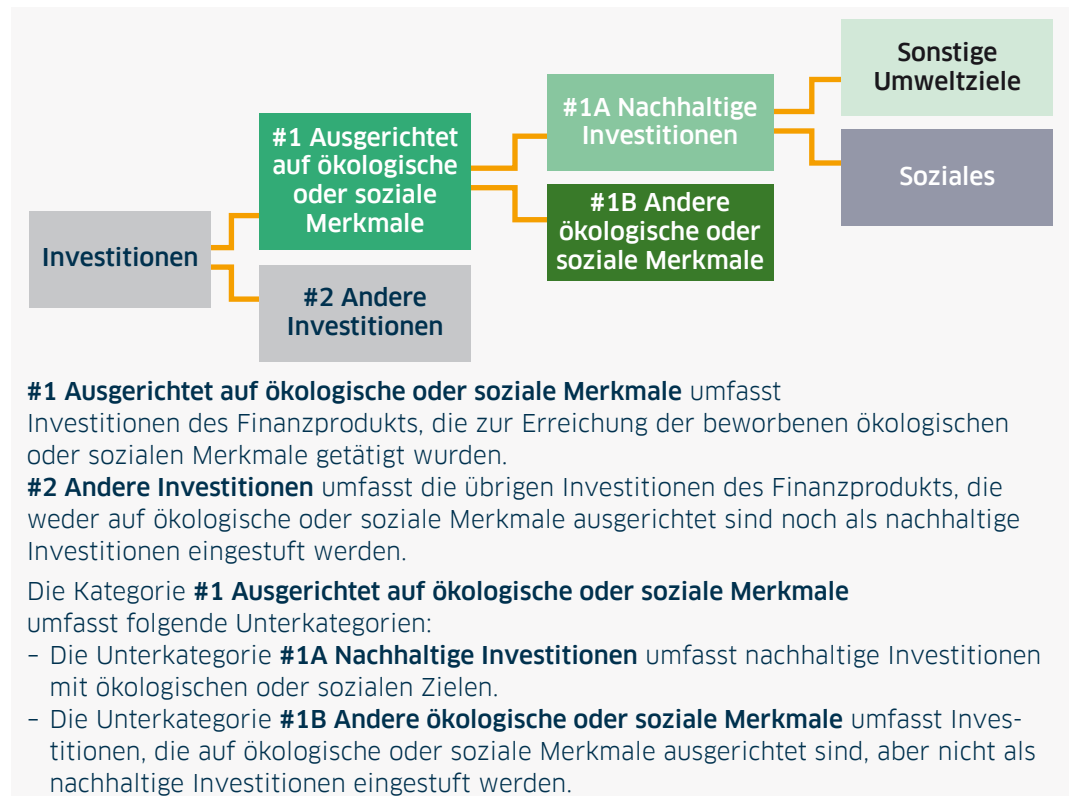 Sonstige
Umweltziele
#1A Nachhaltige
Investitionen
#1 Ausgerichtet
auf ökologische
oder soziale
Merkmale
Soziales
#1B Andere
ökologische oder
soziale Merkmale
Investitionen
#2 Andere
Investitionen
#1 Ausgerichtet auf ökologische oder soziale Merkmale umfasst
Investitionen des Finanzprodukts, die zur Erreichung der beworbenen ökologischen
oder sozialen Merkmale getätigt wurden.
#2 Andere Investitionen umfasst die übrigen Investitionen des Finanzprodukts, die
weder auf ökologische oder soziale Merkmale ausgerichtet sind noch als nachhaltige
Investitionen eingestuft werden.
Die Kategorie #1 Ausgerichtet auf ökologische oder soziale Merkmale
umfasst folgende Unterkategorien:
– Die Unterkategorie #1A Nachhaltige Investitionen umfasst nachhaltige Investitionen
mit ökologischen oder sozialen Zielen.
– Die Unterkategorie #1B Andere ökologische oder soziale Merkmale umfasst Inves-
titionen, die auf ökologische oder soziale Merkmale ausgerichtet sind, aber nicht als
nachhaltige Investitionen eingestuft werden.